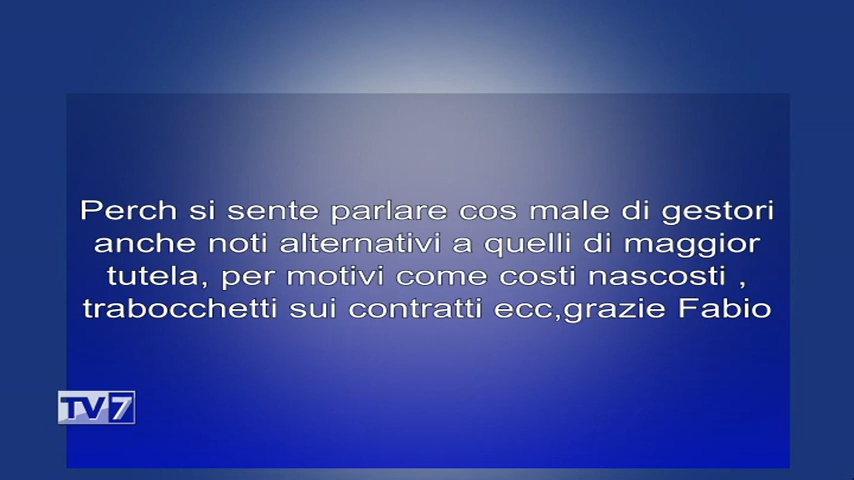 Perch si sente parlare cos male di gestori
anche noti alternativi a quelli di maggior
tutela, per motivi come costi nascosti ,
trabocchetti sui contratti ecc,grazie Fabio
TV7